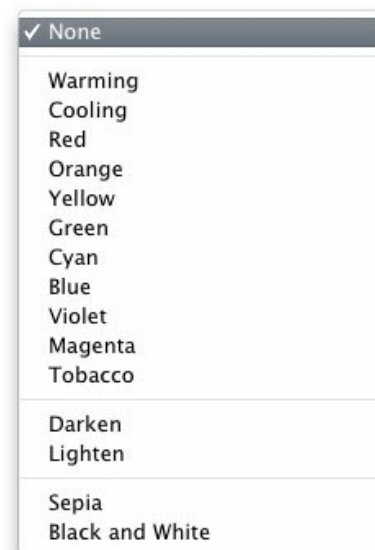 ✓ None
Warming
Cooling
Red
Orange
Yellow
Green
Cyan
Blue
Violet
Magenta
Tobacco
Darken
Lighten
Sepia
Black and White